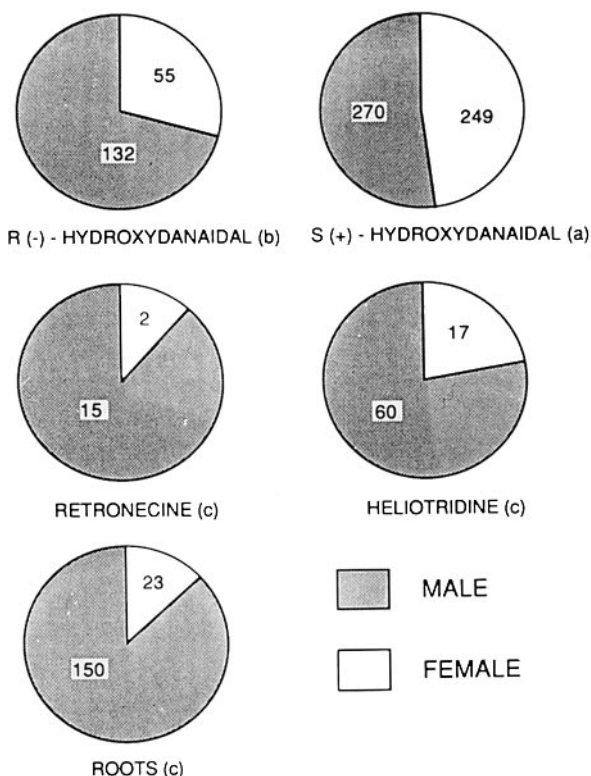 55
132
270
249
R (-) - HYDROXYDANAIDAL (b)
S (+) - HYDROXYDANAIDAL (a)
2
15
17
60
RETRONECINE (c)
HELIOTRIDINE (c)
23
150
MALE
FEMALE
ROOTS (c)